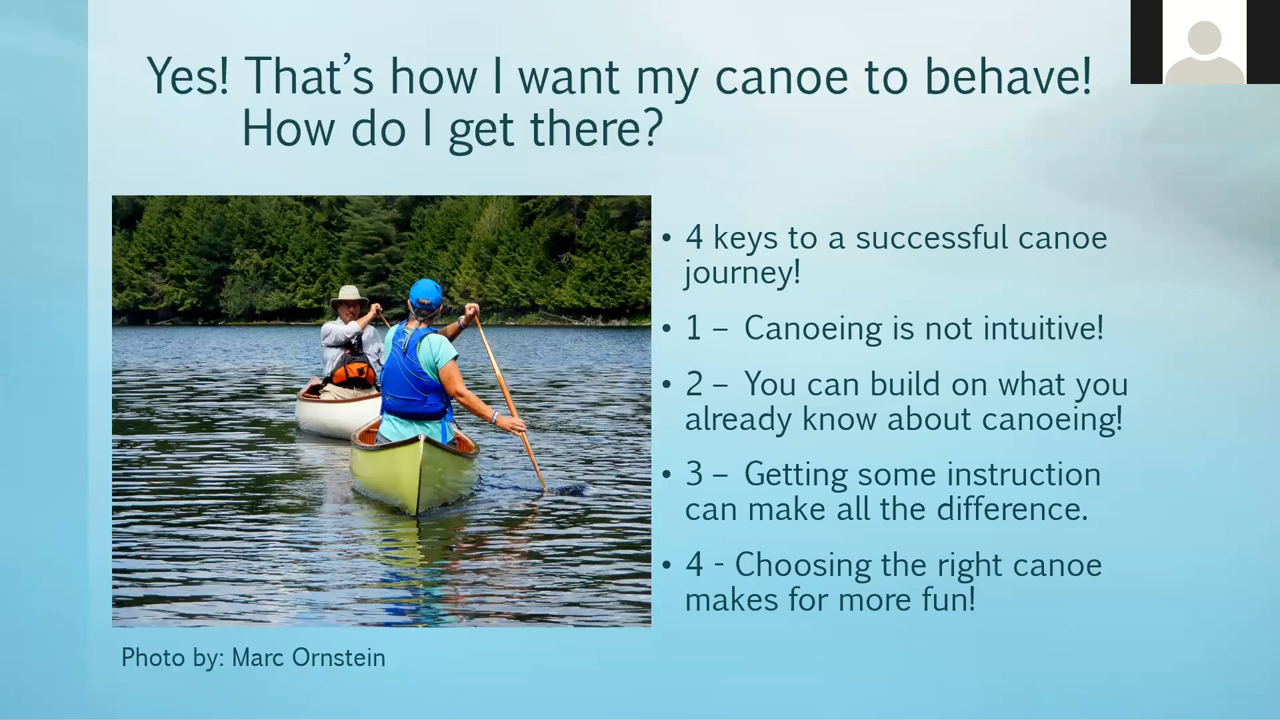 Yes! That’s how I want my canoe to behave!
How do I get there?
• 4 keys to a successful canoe
journey!
• 1 – Canoeing is not intuitive!
• 2 – You can build on what you
already know about canoeing!
• 3 – Getting some instruction
can make all the difference.
• 4 - Choosing the right canoe
makes for more fun!
Photo by: Marc Ornstein